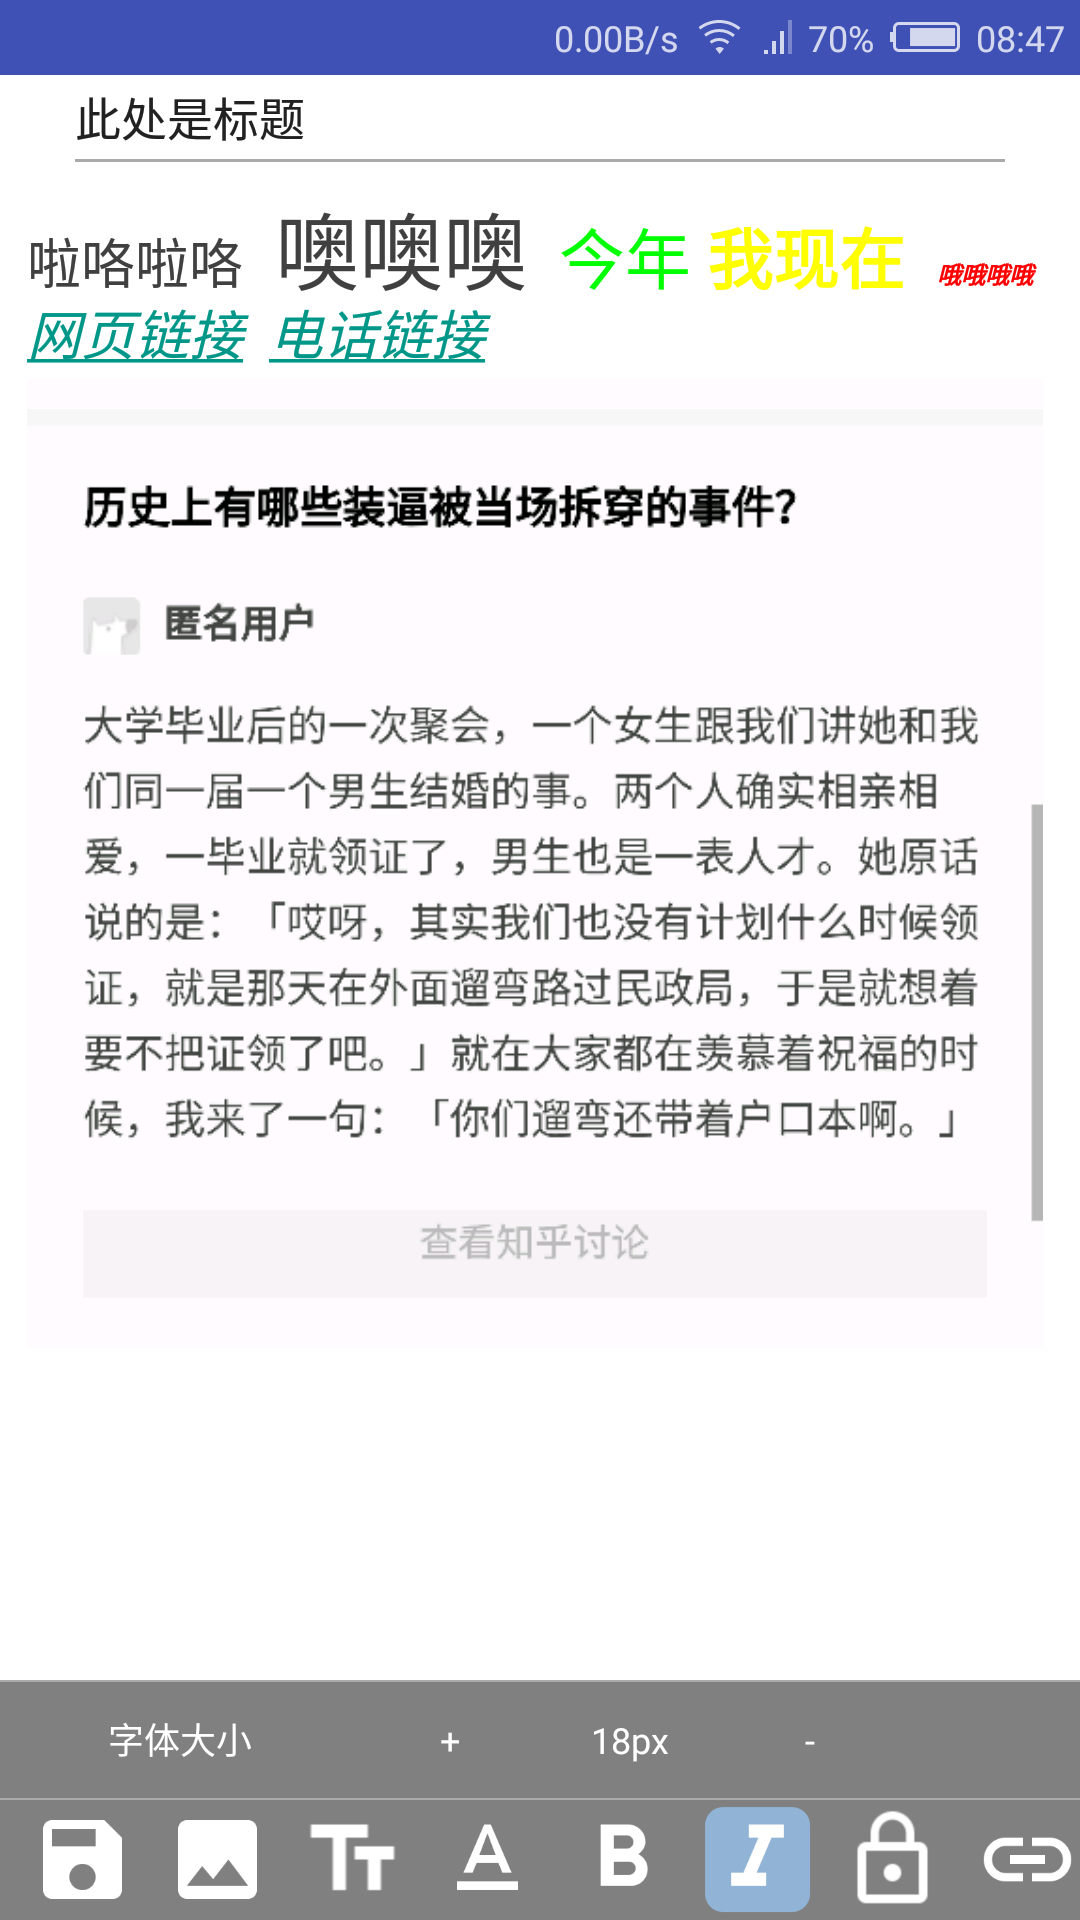 0.00B/s 70% 08:47
此处是标题
啦咯啦咯 噢噢噢 今年 我现在 哦哦哦哦
网页链接 电话链接
历史上有哪些装逼被当场拆穿的事件？
匿名用户
大学毕业后的一次聚会，一个女生跟我们讲她和我
们同一届一个男生结婚的事。两个人确实相亲相
爱，一毕业就领证了，男生也是一表人才。她原话
说的是：「哎呀，其实我们也没有计划什么时候领
证，就是那天在外面遛弯路过民政局，于是就想着
要不把证领了吧。」就在大家都在羡慕着祝福的时
候，我来了一句：「你们遛弯还带着户口本啊。」
查看知乎讨论
字体大小 + 18px -
TT A B I